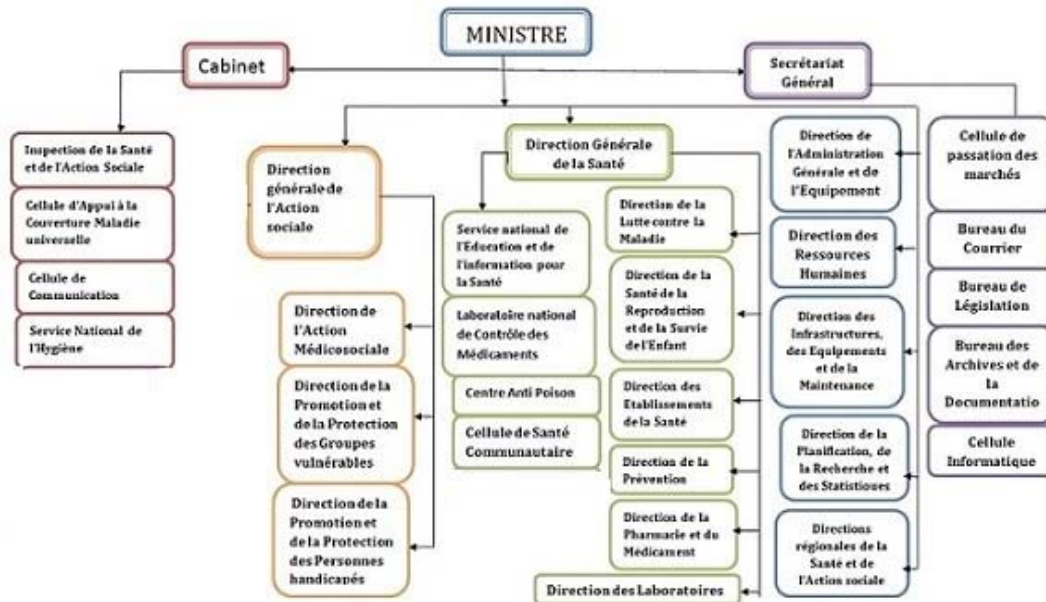 MINISTRE
Cabinet
Secrétariat
Général
Inspection de la Santé
et de l'Action Sociale
Cellule d'Appui à la
Couverture Maladie
universelle
Cellule de
Communication
Service National de
l'Hygiène
Direction
générale de
l'Action
sociale
Direction de
l'Action
Médicosociale
Direction de la
Promotion et
de la Protection
des Groupes
vulnérables
Direction de la
Promotion et
de la Protection
des Personnes
handicapés
Direction Générale
de la Santé
Service national de
l'Education et de
l'information pour
la Santé
Laboratoire national
de Contrôle des
Médicaments
Centre Anti Poison
Cellule de Santé
Communautaire
Direction de la
Lutte contre la
Maladie
Direction de la
Santé de la
Reproduction
et de la Survie
de l'Enfant
Direction des
Etablissements
de la Santé
Direction de la
Prévention
Direction de la
Pharmacie et du
Médicament
Direction des Laboratoires
Direction de
l'Administration
Générale et de
l'Equipement
Direction des
Ressources
Humaines
Direction des
Infrastructures,
des Equipements
et de la
Maintenance
Direction de la
Planification, de
la Recherche et
des Statistiques
Directions
régionales de la
Santé et de
l'Action sociale
Cellule de
passation des
marchés
Bureau du
Courrier
Bureau de
Législation
Bureau des
Archives et de
la
Documentatio
Cellule
Informatique